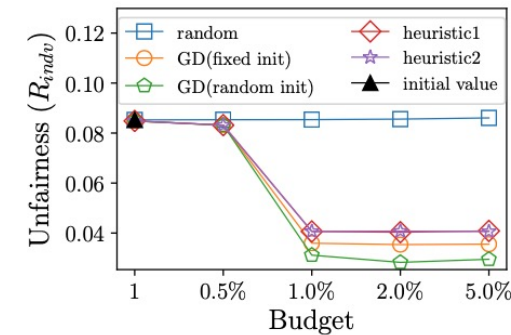 random
GD(fixed init)
GD(random init)
heuristic1
heuristic2
initial value
Unfairness (R_indv)
0.12
0.10
0.08
0.06
0.04
1
0.5%
1.0%
2.0%
5.0%
Budget